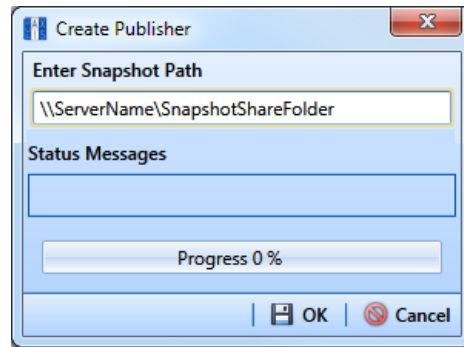 Create Publisher
Enter Snapshot Path
\\ServerName\SnapshotShareFolder
Status Messages
Progress 0 %
OK Cancel